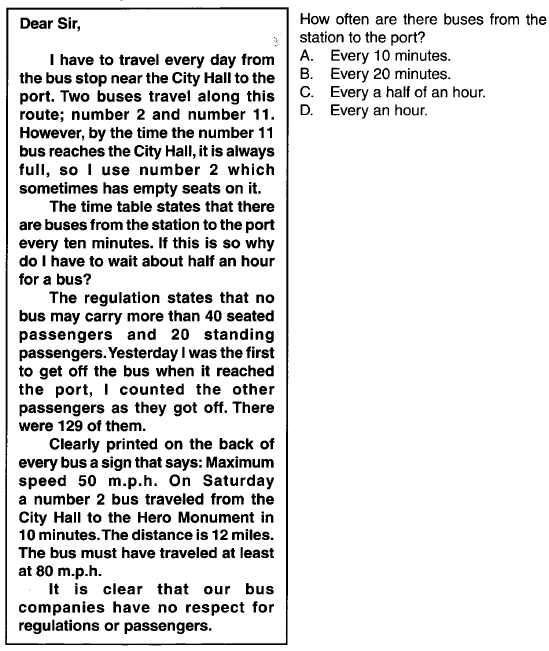 Dear Sir,
I have to travel every day from
the bus stop near the City Hall to the
port. Two buses travel along this
route; number 2 and number 11.
However, by the time the number 11
bus reaches the City Hall, it is always
full, so I use number 2 which
sometimes has empty seats on it.
The time table states that there
are buses from the station to the port
every ten minutes. If this is so why
do I have to wait about half an hour
for a bus?
The regulation states that no
bus may carry more than 40 seated
passengers and 20 standing
passengers. Yesterday I was the first
to get off the bus when it reached
the port, I counted the other
passengers as they got off. There
were 129 of them.
Clearly printed on the back of
every bus a sign that says: Maximum
speed 50 m.p.h. On Saturday
a number 2 bus traveled from the
City Hall to the Hero Monument in
10 minutes. The distance is 12 miles.
The bus must have traveled at least
at 80 m.p.h.
It is clear that our bus
companies have no respect for
regulations or passengers.
How often are there buses from the
station to the port?
A. Every 10 minutes.
B. Every 20 minutes.
C. Every a half of an hour.
D. Every an hour.